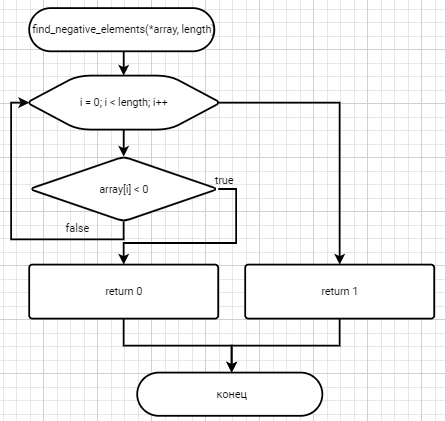 find_negative_elements(*array, length
i = 0; i < length; i++
array[i] < 0
true
false
return 0
return 1
конец